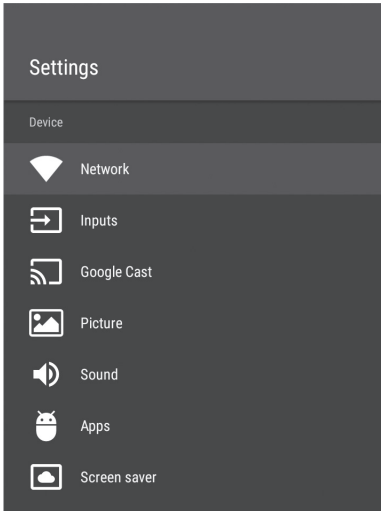 Settings
Device
Network
Inputs
Google Cast
Picture
Sound
Apps
Screen saver